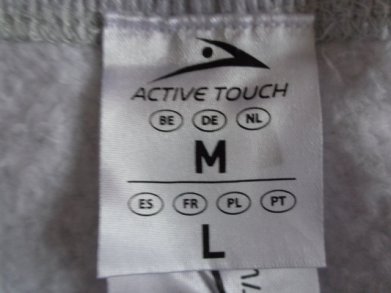 ACTIVE TOUCH
BE DE NL
M
ES FR PL PT
L